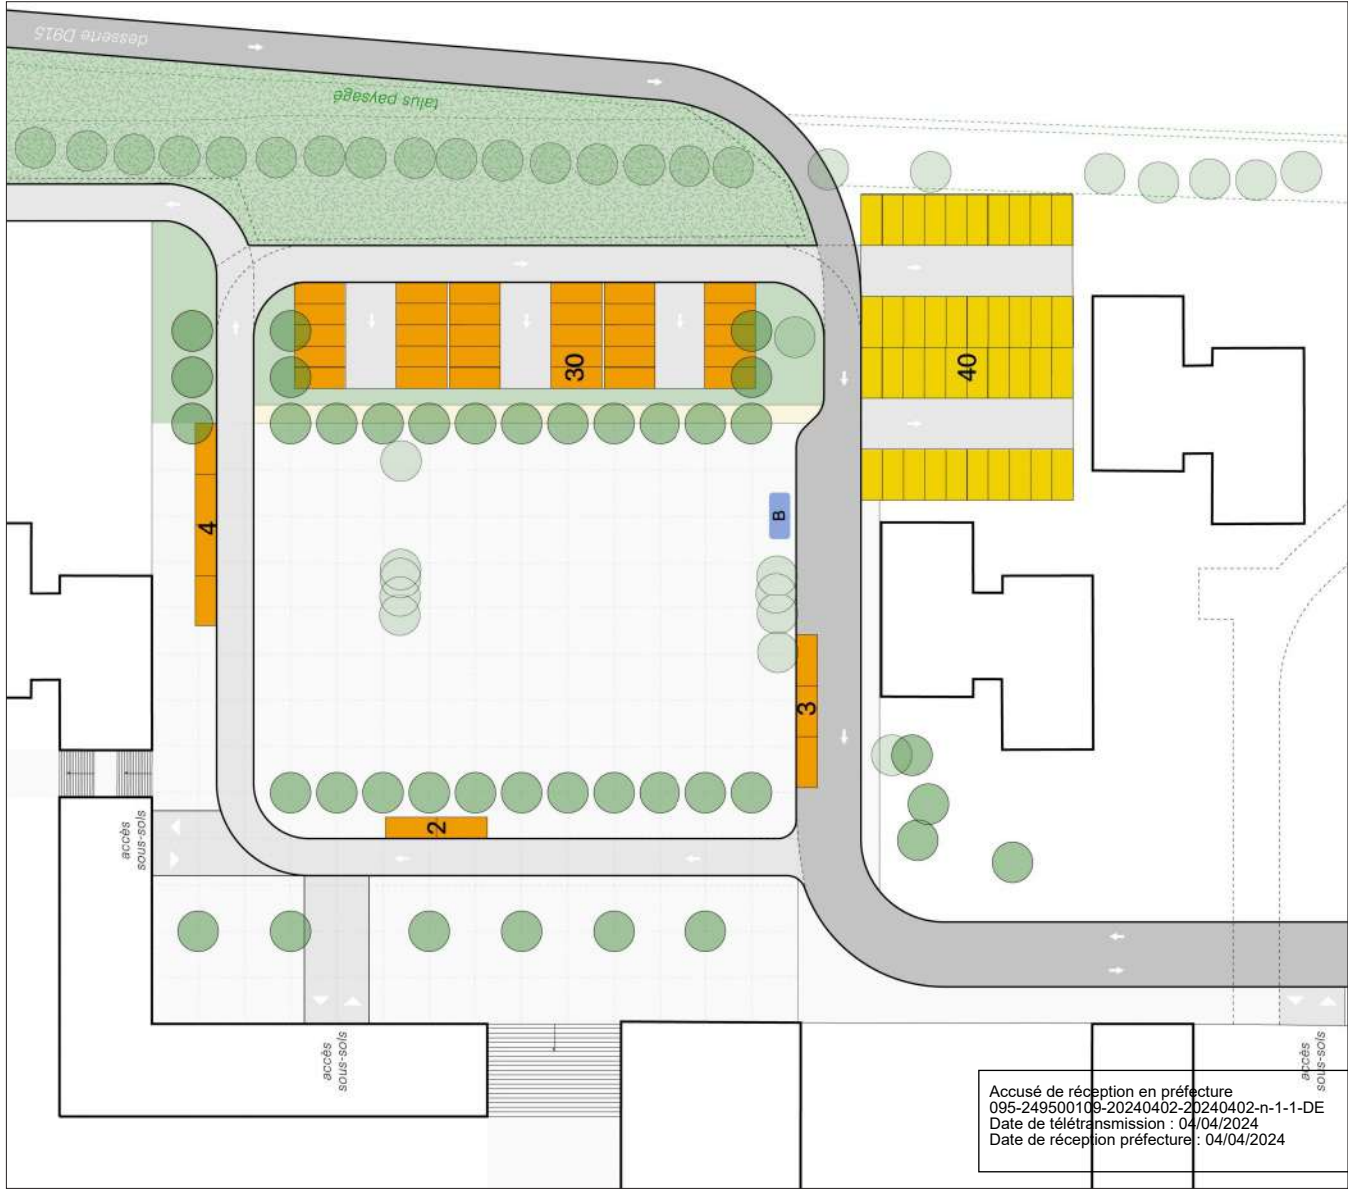 desserte D915
talus paysagé
30
40
4
B
3
2
accès
sous-sols
accès
sous-sols
accès
sous-sols
Accusé de réception en préfecture
095-249500109-20240402-20240402-n-1-1-DE
Date de télétransmission : 04/04/2024
Date de réception préfecture : 04/04/2024